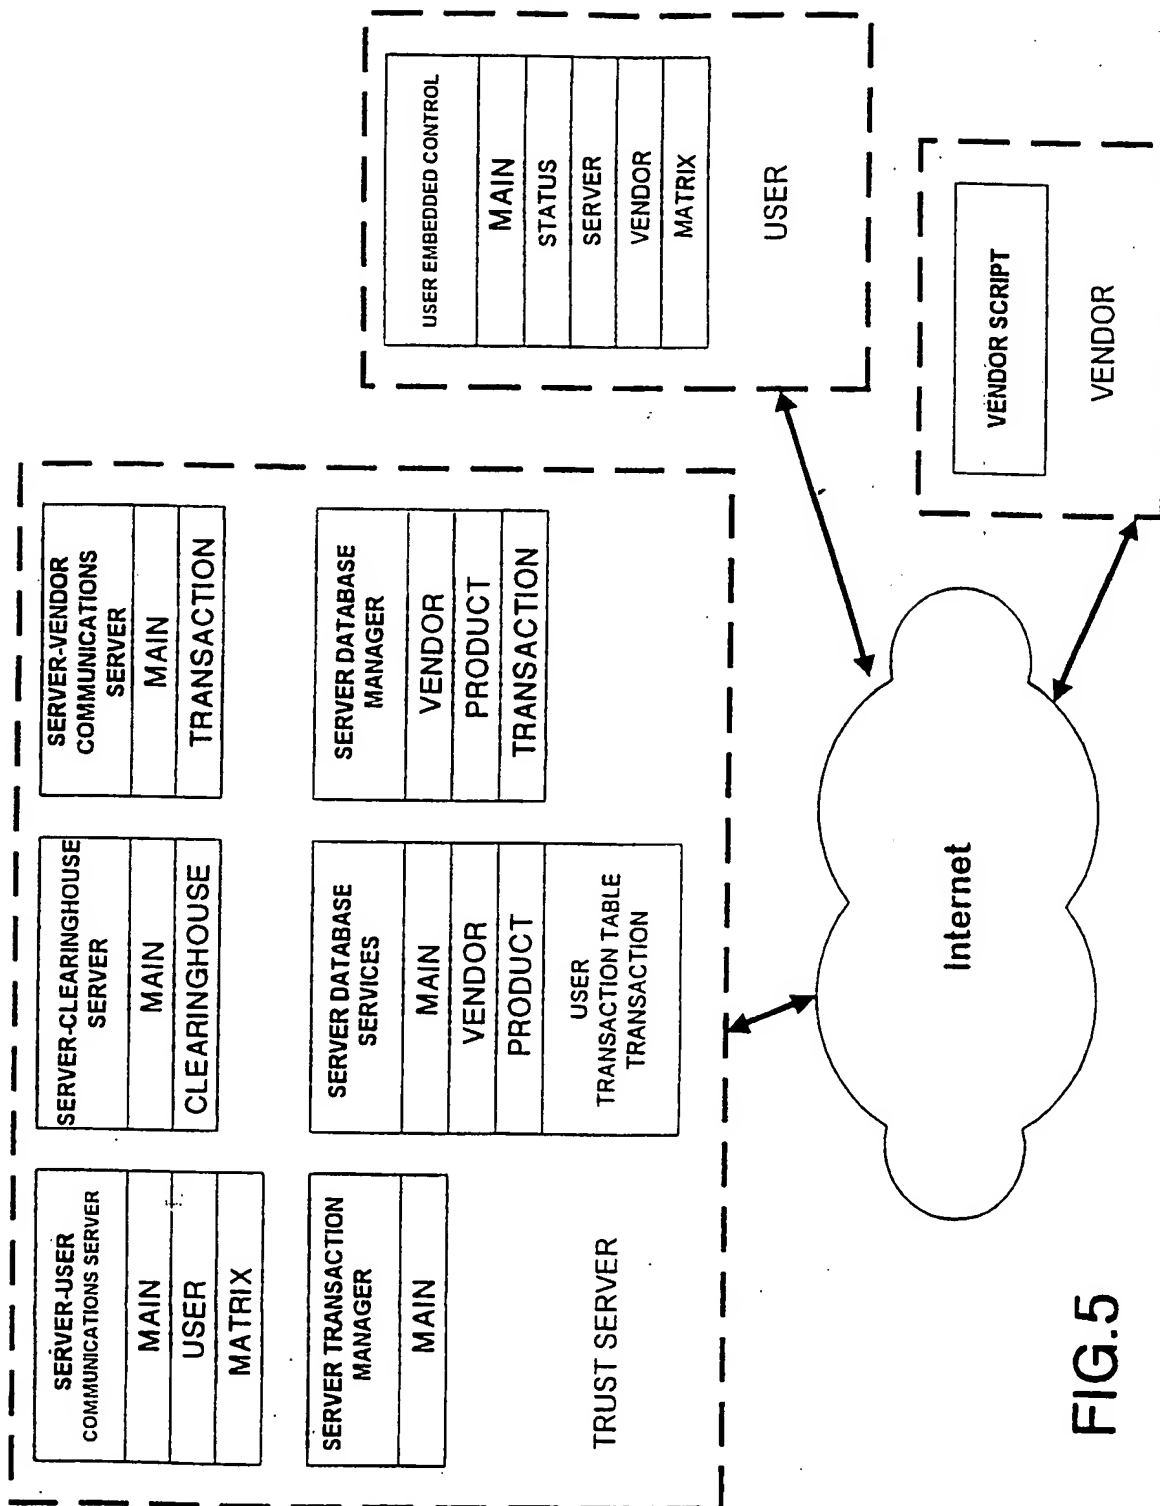 SERVER-USER
COMMUNICATIONS SERVER
MAIN
USER
MATRIX
SERVER-CLEARINGHOUSE
SERVER
MAIN
CLEARINGHOUSE
SERVER-VENDOR
COMMUNICATIONS
SERVER
MAIN
TRANSACTION
SERVER TRANSACTION
MANAGER
MAIN
SERVER DATABASE
SERVICES
MAIN
VENDOR
PRODUCT
USER
TRANSACTION TABLE
TRANSACTION
SERVER DATABASE
MANAGER
VENDOR
PRODUCT
TRANSACTION
TRUST SERVER
USER EMBEDDED CONTROL
MAIN
STATUS
SERVER
VENDOR
MATRIX
USER
Internet
VENDOR SCRIPT
VENDOR
FIG.5